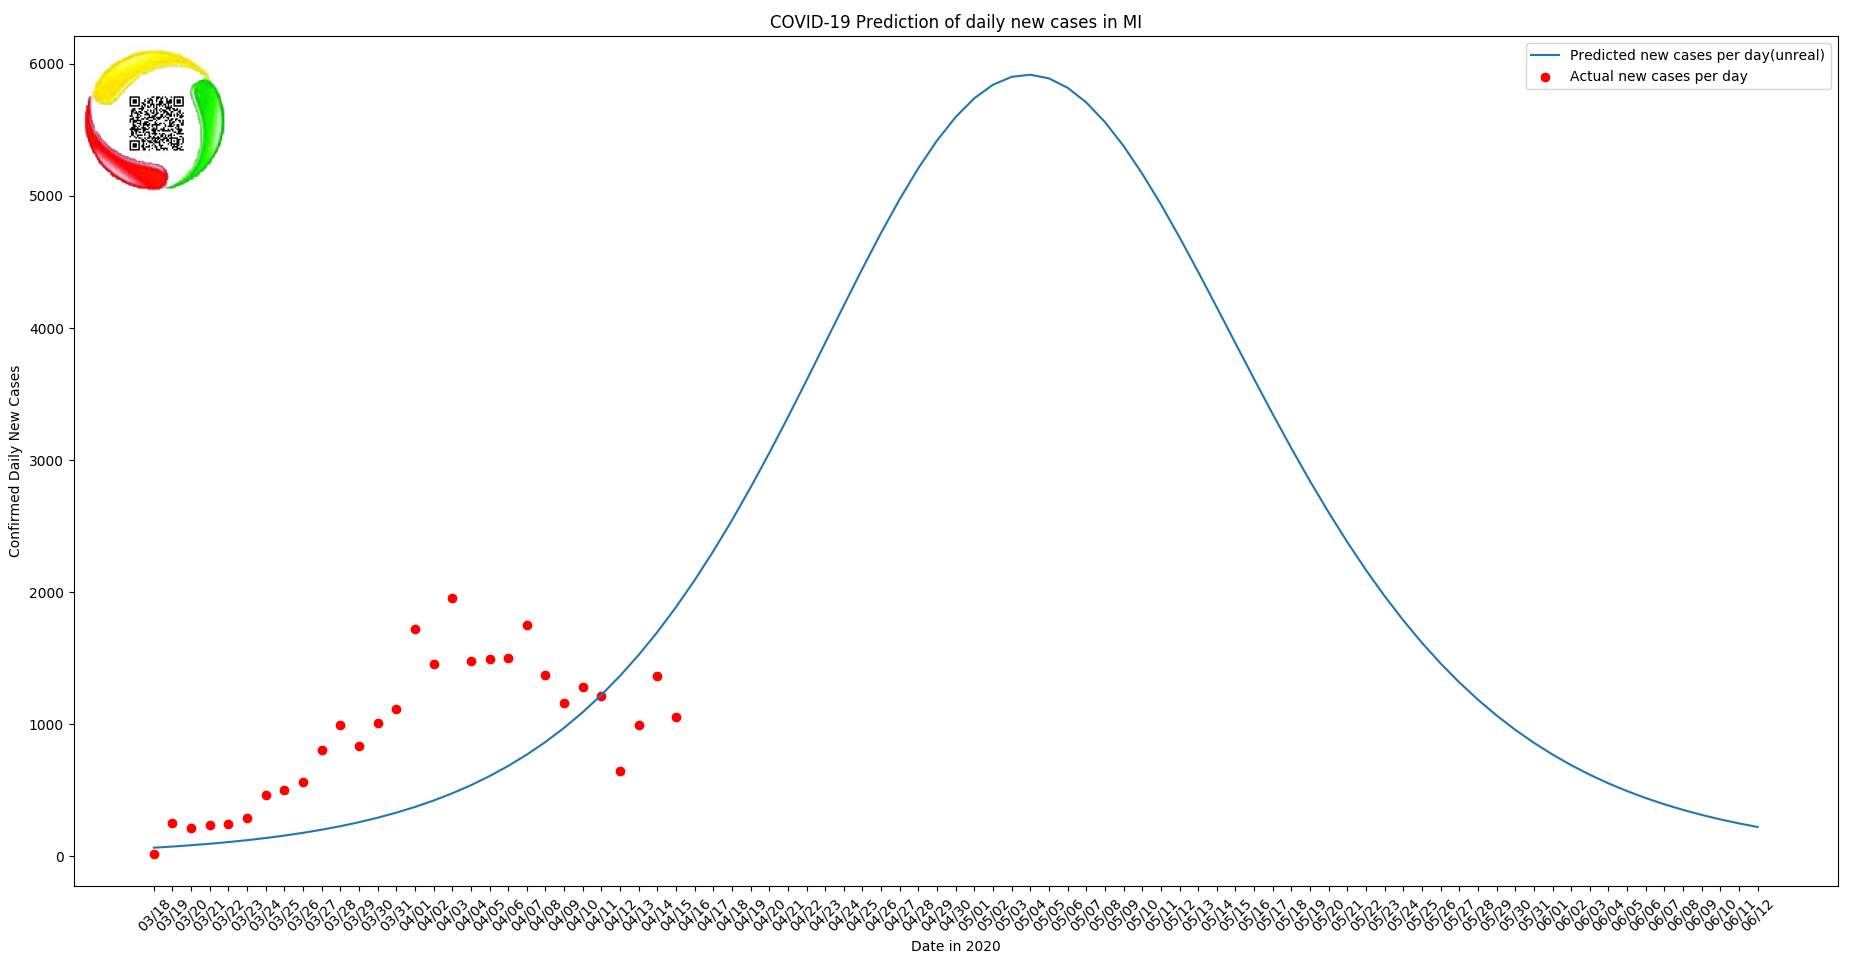 COVID-19 Prediction of daily new cases in MI
Predicted new cases per day(unreal)
Actual new cases per day
Confirmed Daily New Cases
6000
5000
4000
3000
2000
1000
0
03/18 03/19 03/20 03/21 03/22 03/23 03/24 03/25 03/26 03/27 03/28 03/29 03/30 03/31 04/01 04/02 04/03 04/04 04/05 04/06 04/07 04/08 04/09 04/10 04/11 04/12 04/13 04/14 04/15 04/16 04/17 04/18 04/19 04/20 04/21 04/22 04/23 04/24 04/25 04/26 04/27 04/28 04/29 04/30 05/01 05/02 05/03 05/04 05/05 05/06 05/07 05/08 05/09 05/10 05/11 05/12 05/13 05/14 05/15 05/16 05/17 05/18 05/19 05/20 05/21 05/22 05/23 05/24 05/25 05/26 05/27 05/28 05/29 05/30 05/31 06/01 06/02 06/03 06/04 06/05 06/06 06/07 06/08 06/09 06/10 06/11 06/12
Date in 2020